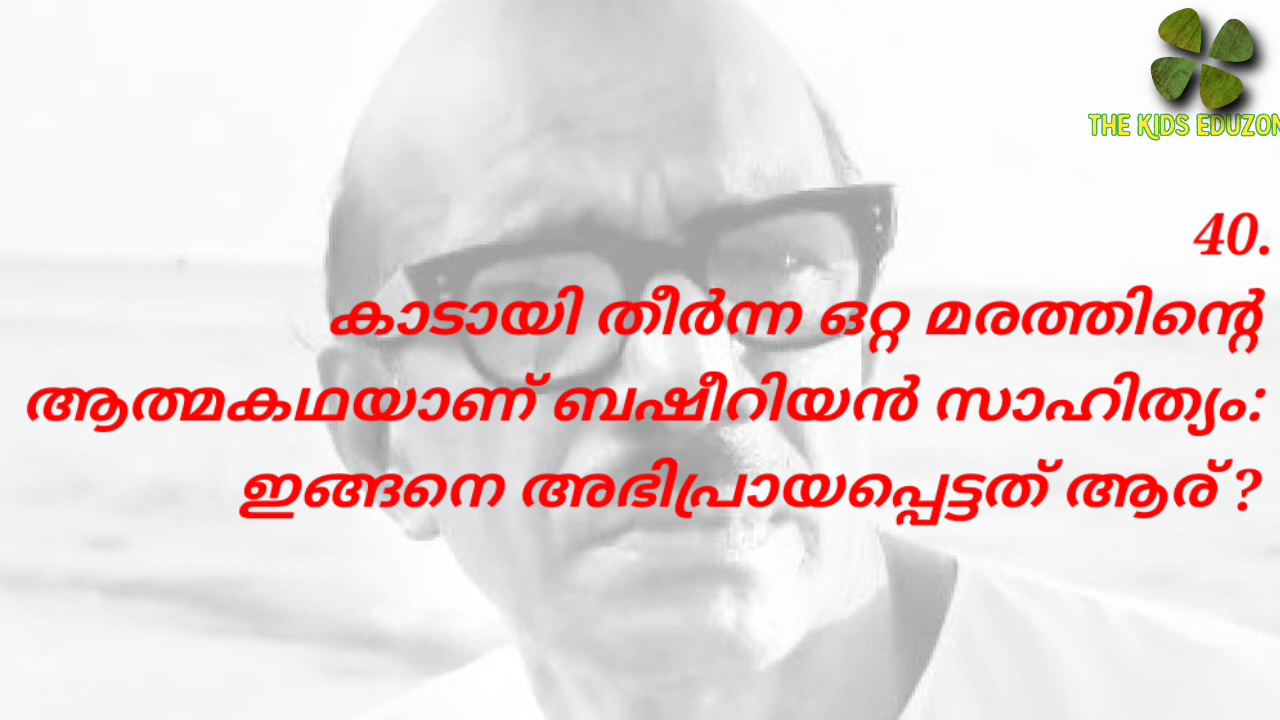 THE KIDS EDUZON
40.
കാടായി തീർന്ന ഒറ്റ മരത്തിന്റെ
ആത്മകഥയാണ് ബഷീറിയൻ സാഹിത്യം:
ഇങ്ങനെ അഭിപ്രായപ്പെട്ടത് ആര്?